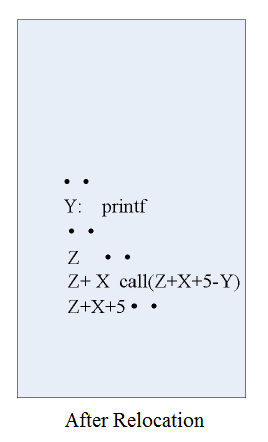 • •
Y: printf
• •
Z • •
Z+ X call(Z+X+5-Y)
Z+X+5 • •
After Relocation